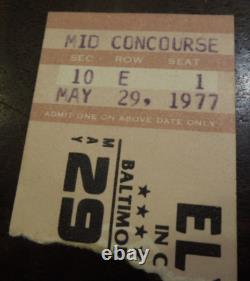 MID CONCOURSE
SEC ROW SEAT
10 E 1
MAY 29, 1977
ADMIT ONE ON ABOVE DATE ONLY
MAY
29
BALTIMO
★★★★
IN C
EL